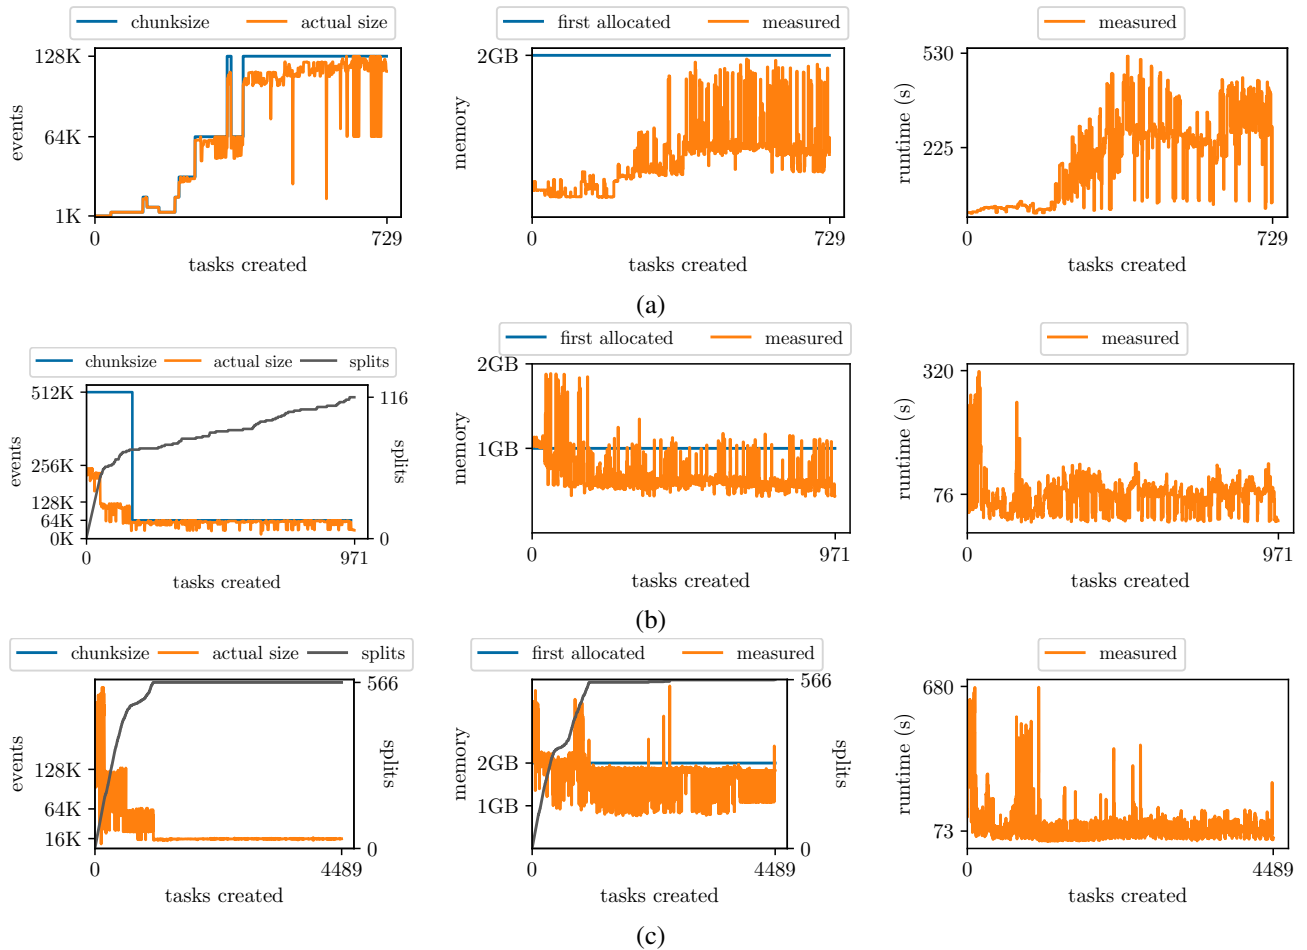 chunksize actual size
events
128K
64K
1K
0 729
tasks created
first allocated measured
memory
2GB
0 729
tasks created
measured
runtime (s)
530
225
0 729
tasks created
(a)
chunksize actual size splits
events
512K
256K
128K
64K
0K
116
0
splits
0 971
tasks created
first allocated measured
memory
2GB
1GB
0 971
tasks created
measured
runtime (s)
320
76
0 971
tasks created
(b)
chunksize actual size splits
events
128K
64K
16K
566
0
splits
0 4489
tasks created
first allocated measured splits
memory
2GB
1GB
566
0
splits
0 4489
tasks created
measured
runtime (s)
680
73
0 4489
tasks created
(c)